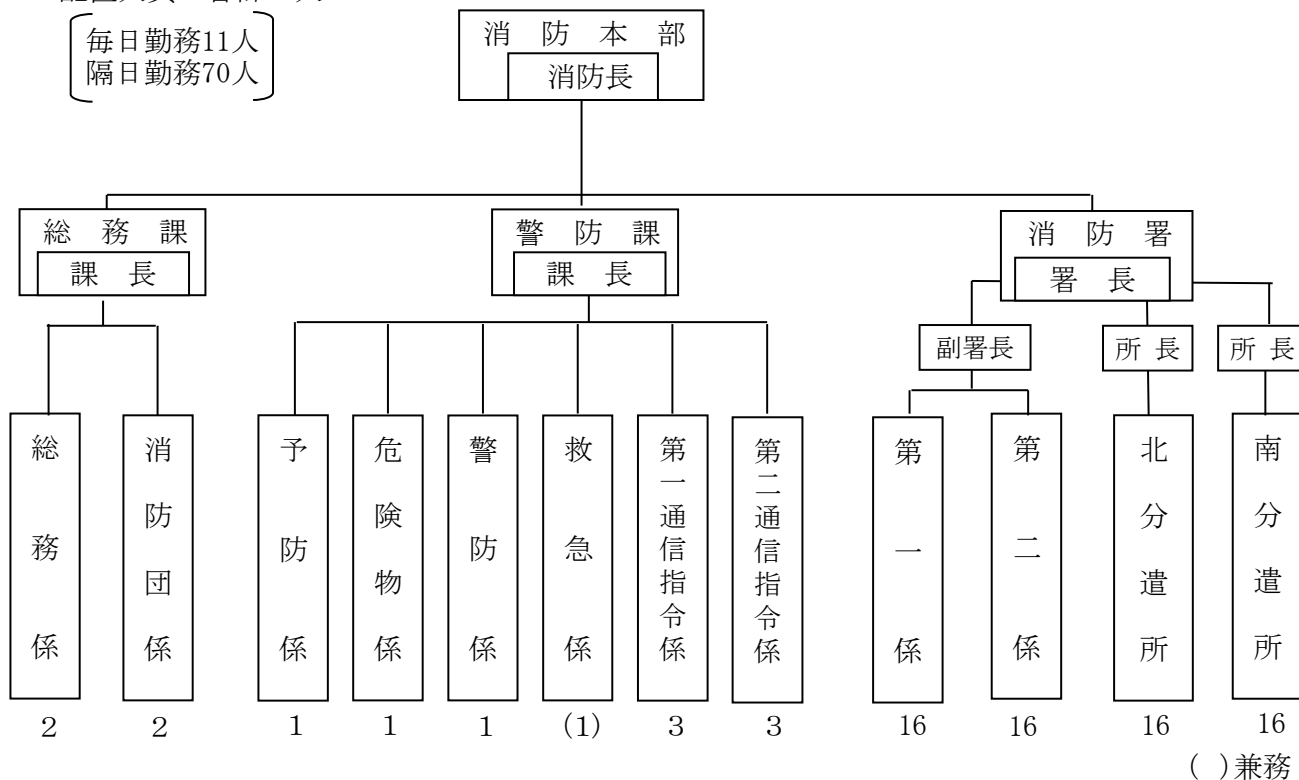 毎日勤務11人
隔日勤務70人
消防本部
消防長
総務課
課長
警防課
課長
消防署
署長
副署長
所長
所長
総務係
消防団係
予防係
危険物係
警防係
救急係
第一通信指令係
第二通信指令係
第一係
第二係
北分遣所
南分遣所
2 2 1 1 1 (1) 3 3 16 16 16 16
( )兼務